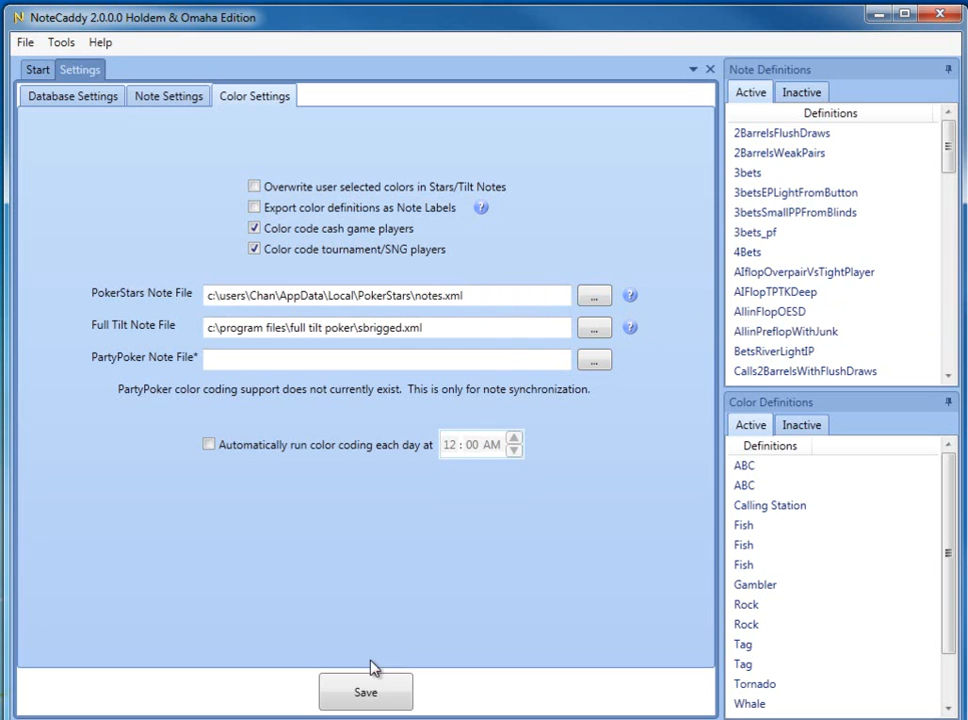 NoteCaddy 2.0.0.0 Holdem & Omaha Edition
File Tools Help
Start Settings
Database Settings Note Settings Color Settings
Overwrite user selected colors in Stars/Tilt Notes
Export color definitions as Note Labels ?
Color code cash game players
Color code tournament/SNG players
PokerStars Note File c:\users\Chan\AppData\Local\PokerStars\notes.xml ... ?
Full Tilt Note File c:\program files\full tilt poker\sbrigged.xml ... ?
PartyPoker Note File* ...
PartyPoker color coding support does not currently exist. This is only for note synchronization.
Automatically run color coding each day at 12 : 00 AM
Save
Note Definitions
Active Inactive
Definitions
2BarrelsFlushDraws
2BarrelsWeakPairs
3bets
3betsEPLightFromButton
3betsSmallPPFromBlinds
3bets_pf
4Bets
AIflopOverpairVsTightPlayer
AIFlopTPTKDeep
AllinFlopOESD
AllinPreflopWithJunk
BetsRiverLightIP
Calls2BarrelsWithFlushDraws
Color Definitions
Active Inactive
Definitions
ABC
ABC
Calling Station
Fish
Fish
Fish
Gambler
Rock
Rock
Tag
Tag
Tornado
Whale